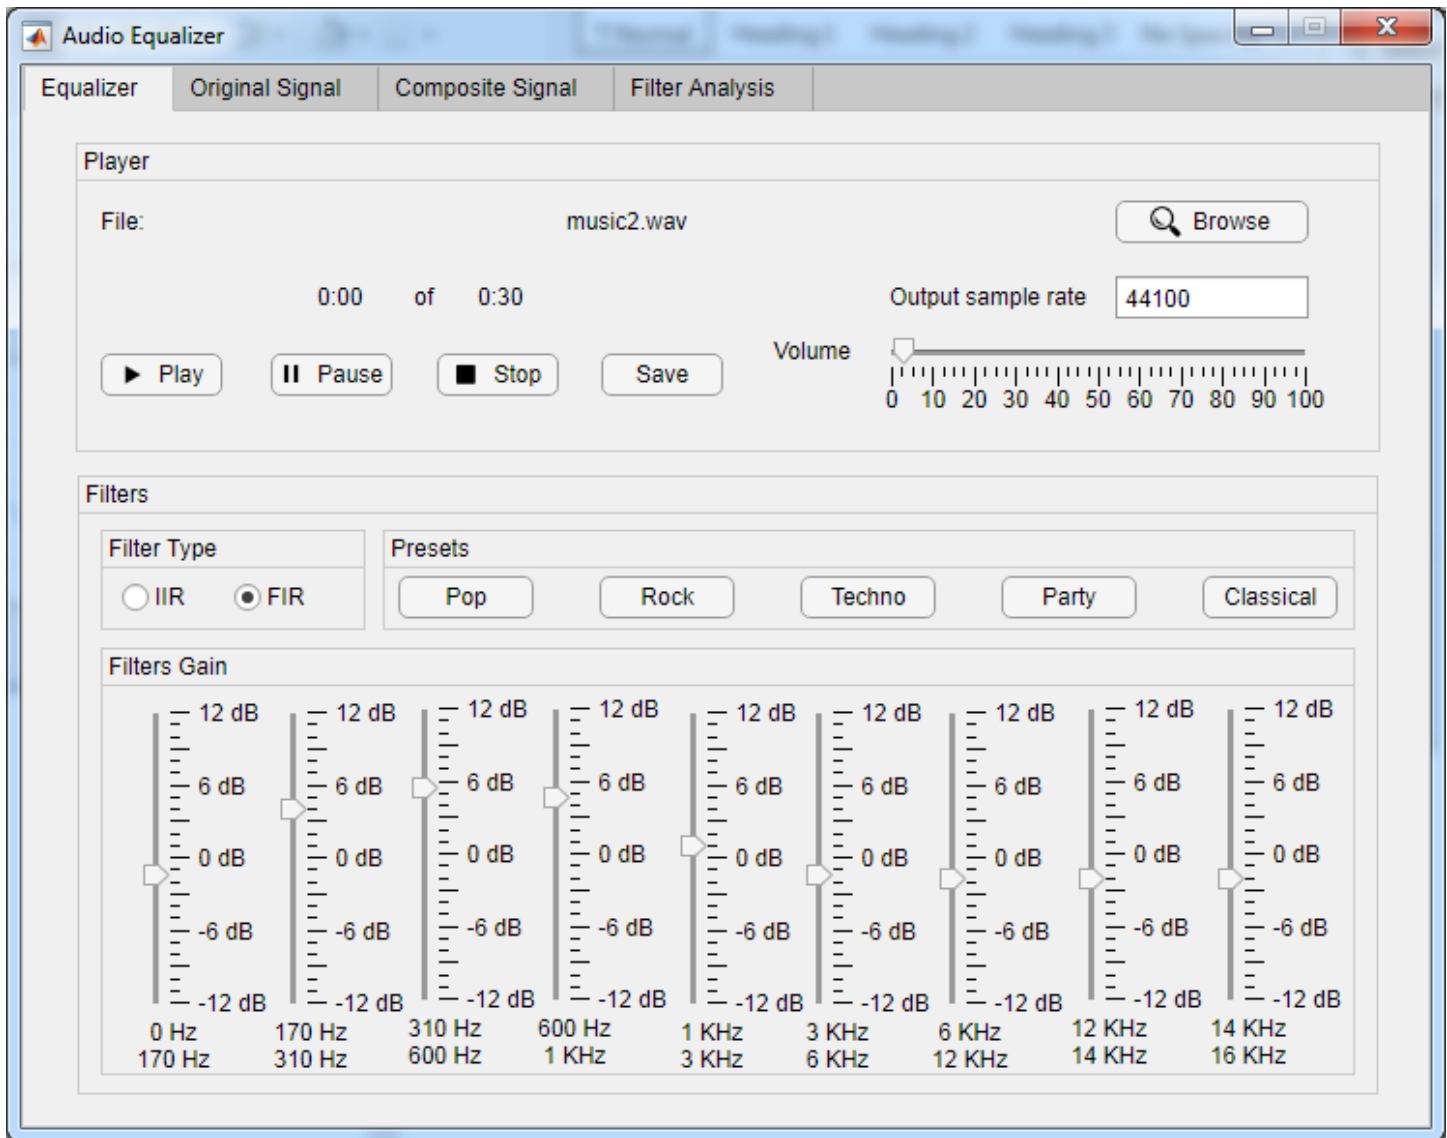 Audio Equalizer
Equalizer Original Signal Composite Signal Filter Analysis
Player
File: music2.wav Browse
0:00 of 0:30 Output sample rate 44100
Volume
Play Pause Stop Save
0 10 20 30 40 50 60 70 80 90 100
Filters
Filter Type Presets
IIR FIR Pop Rock Techno Party Classical
Filters Gain
12 dB 12 dB 12 dB 12 dB 12 dB 12 dB 12 dB 12 dB 12 dB
6 dB 6 dB 6 dB 6 dB 6 dB 6 dB 6 dB 6 dB 6 dB
0 dB 0 dB 0 dB 0 dB 0 dB 0 dB 0 dB 0 dB 0 dB
-6 dB -6 dB -6 dB -6 dB -6 dB -6 dB -6 dB -6 dB -6 dB
-12 dB -12 dB -12 dB -12 dB -12 dB -12 dB -12 dB -12 dB -12 dB
0 Hz 170 Hz 310 Hz 600 Hz 1 KHz 3 KHz 6 KHz 12 KHz 14 KHz
170 Hz 310 Hz 600 Hz 1 KHz 3 KHz 6 KHz 12 KHz 14 KHz 16 KHz